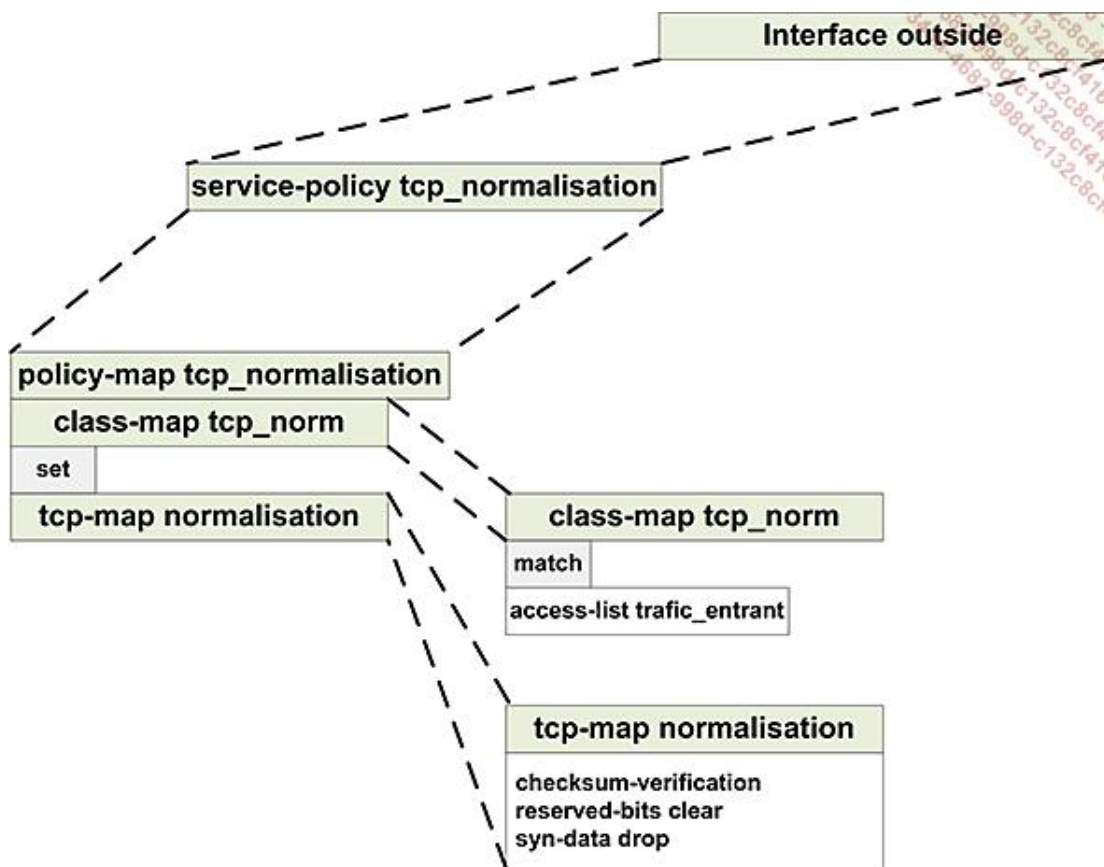 Interface outside
service-policy tcp_normalisation
policy-map tcp_normalisation
class-map tcp_norm
set
tcp-map normalisation
class-map tcp_norm
match
access-list trafic_entrant
tcp-map normalisation
checksum-verification
reserved-bits clear
syn-data drop